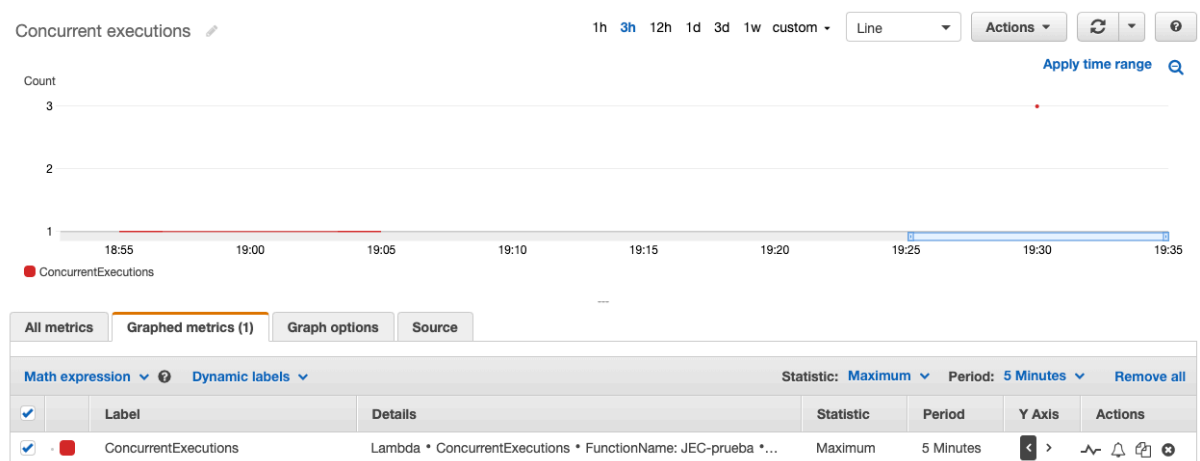 Concurrent executions
1h 3h 12h 1d 3d 1w custom Line Actions
Apply time range
Count
3
2
1
18:55 19:00 19:05 19:10 19:15 19:20 19:25 19:30 19:35
ConcurrentExecutions
All metrics Graphed metrics (1) Graph options Source
Math expression Dynamic labels Statistic: Maximum Period: 5 Minutes Remove all
Label Details Statistic Period Y Axis Actions
ConcurrentExecutions Lambda • ConcurrentExecutions • FunctionName: JEC-prueba •... Maximum 5 Minutes < >